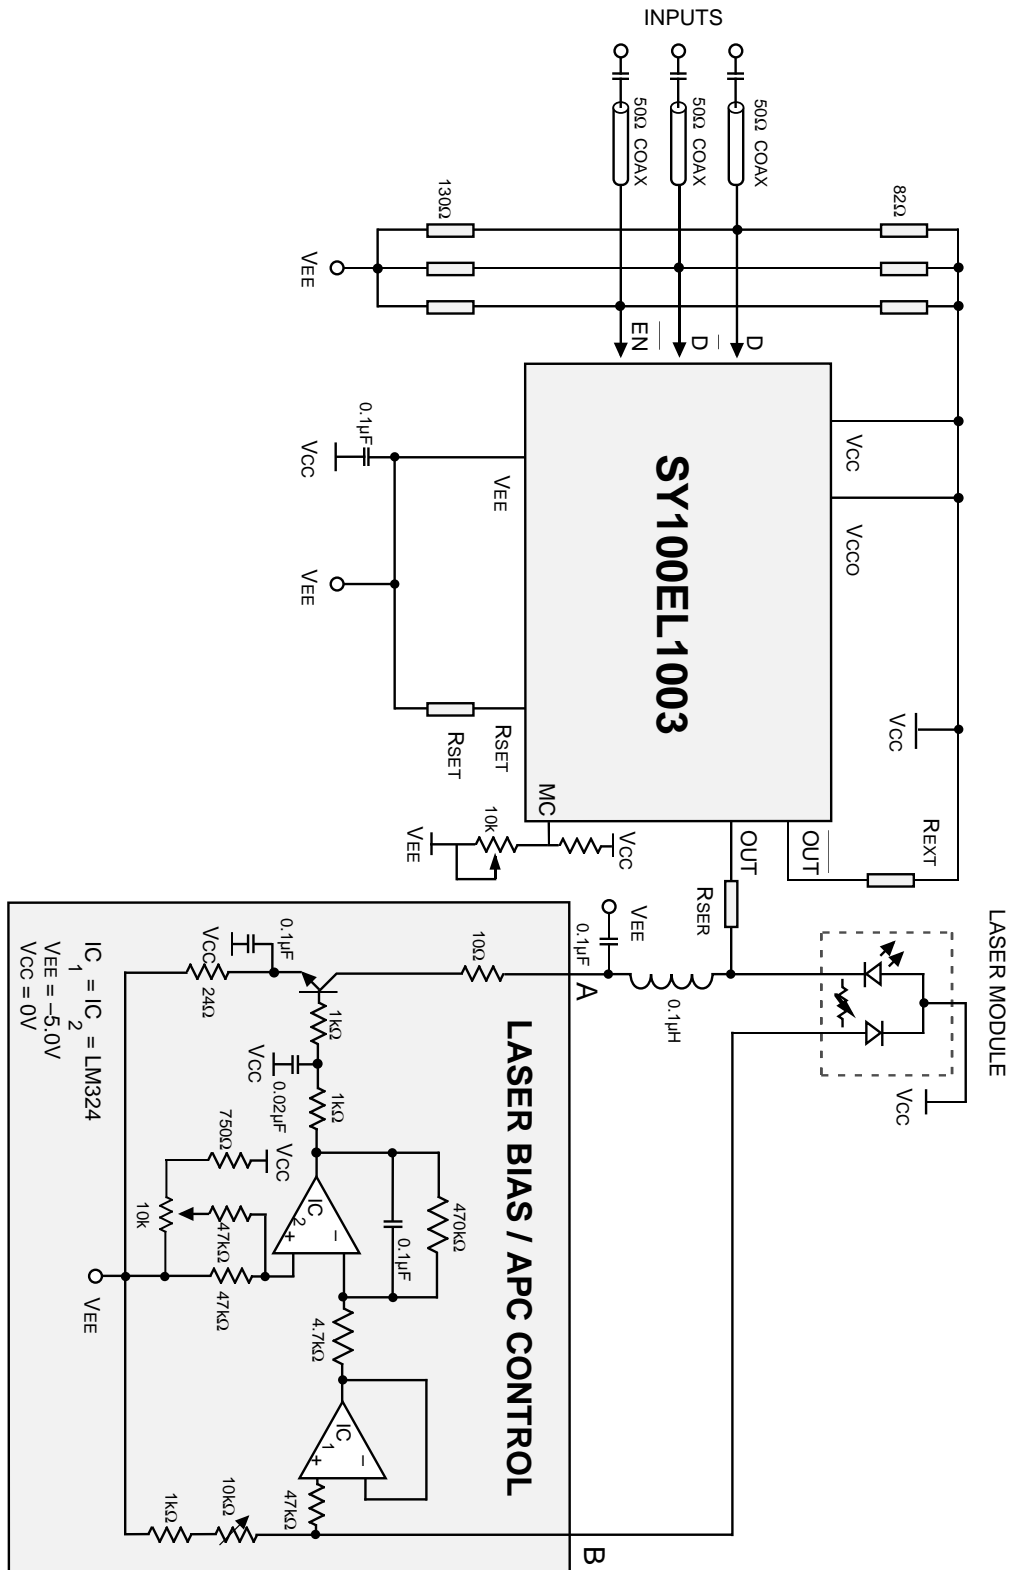 INPUTS
50Ω COAX
50Ω COAX
50Ω COAX
130Ω
82Ω
VEE
EN
D
D
0.1µF
VCC
VEE
VEE
RSET
RSET
SY100EL1003
VCC
VCCO
VCC
MC
10k
VEE
VCC
OUT
OUT
REXT
RSER
LASER MODULE
VCC
VEE
0.1µF
0.1µH
A
B
LASER BIAS / APC CONTROL
10Ω
0.1µF
VCC
24Ω
1kΩ
VCC
0.02µF
1kΩ
VCC
750Ω
10k
47kΩ
47kΩ
VEE
IC2
+
–
0.1µF
470kΩ
4.7kΩ
IC1
+
–
47kΩ
10kΩ
1kΩ
IC1 = IC2 = LM324
VEE = –5.0V
VCC = 0V